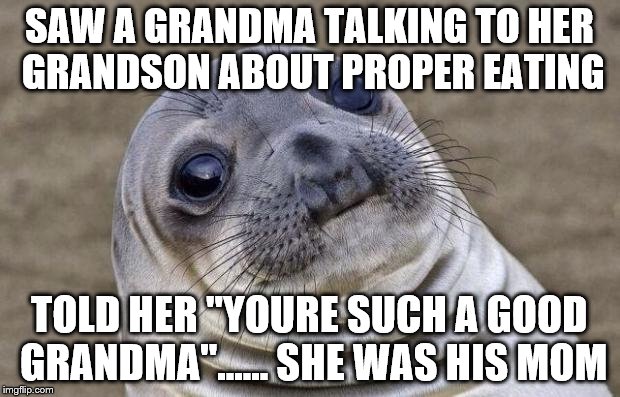 SAW A GRANDMA TALKING TO HER
GRANDSON ABOUT PROPER EATING
TOLD HER "YOURE SUCH A GOOD
GRANDMA"...... SHE WAS HIS MOM
imgflip.com